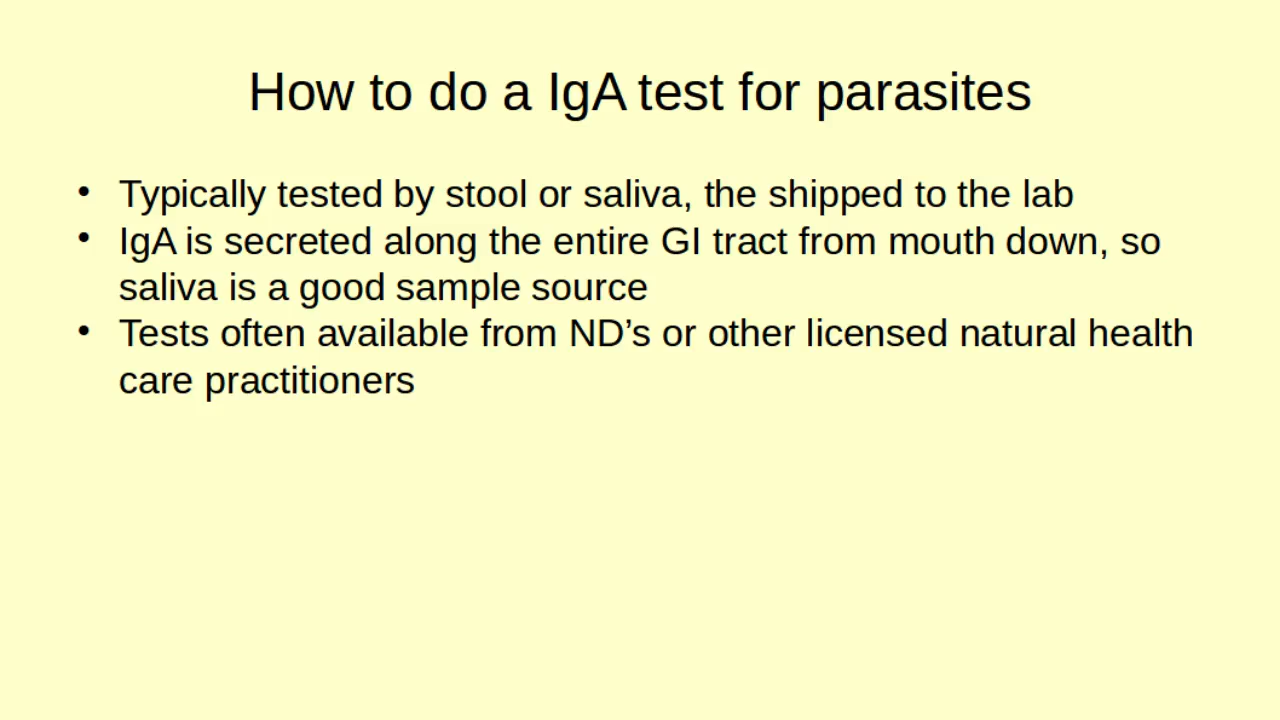 How to do a IgA test for parasites
• Typically tested by stool or saliva, the shipped to the lab
• IgA is secreted along the entire GI tract from mouth down, so
saliva is a good sample source
• Tests often available from ND’s or other licensed natural health
care practitioners